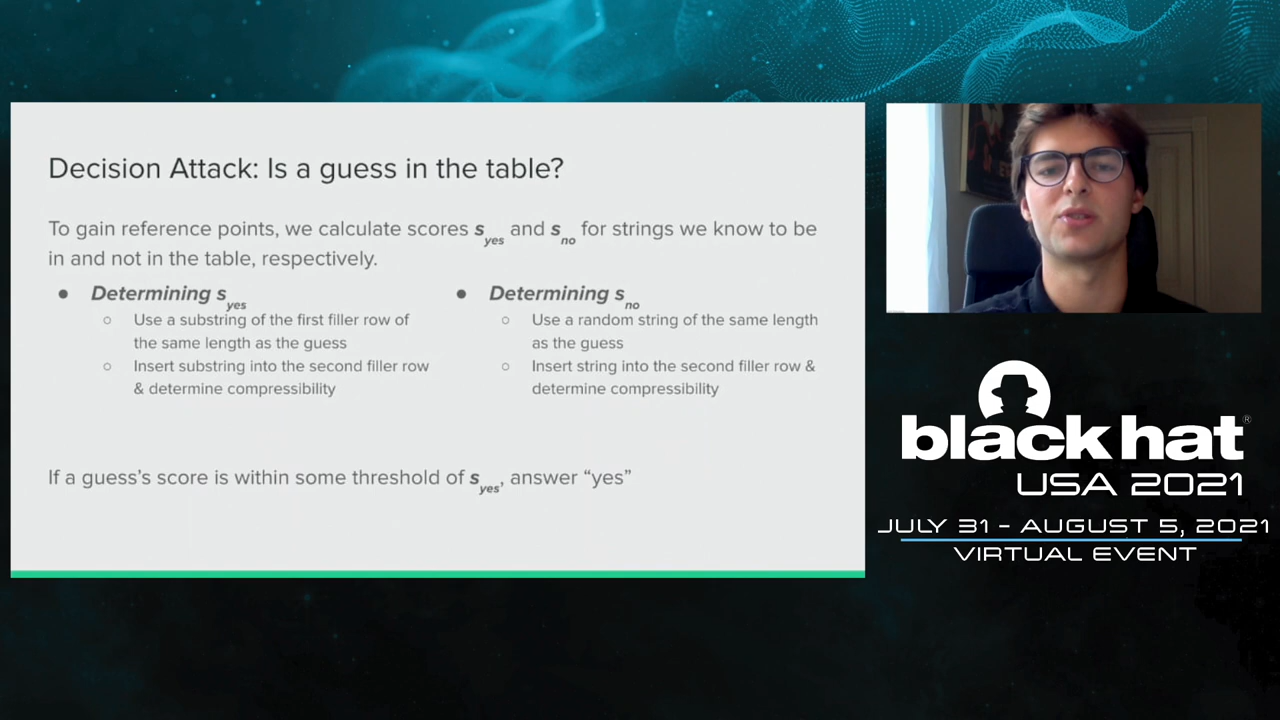 Decision Attack: Is a guess in the table?
To gain reference points, we calculate scores s_yes and s_no for strings we know to be
in and not in the table, respectively.
● Determining s_yes
○ Use a substring of the first filler row of
the same length as the guess
○ Insert substring into the second filler row
& determine compressibility
● Determining s_no
○ Use a random string of the same length
as the guess
○ Insert string into the second filler row &
determine compressibility
If a guess’s score is within some threshold of s_yes, answer “yes”
black hat®
USA 2021
JULY 31 - AUGUST 5, 2021
VIRTUAL EVENT